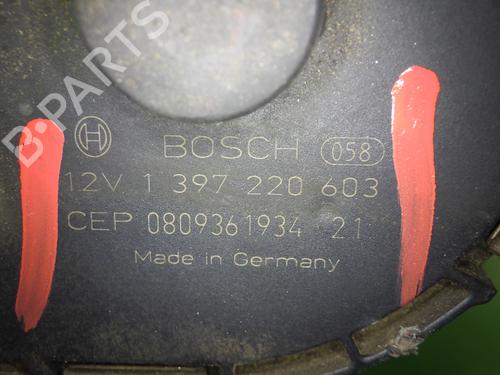 B-PARTS
BOSCH 058
12V 1 397 220 603
CEP 0809361934 21
Made in Germany